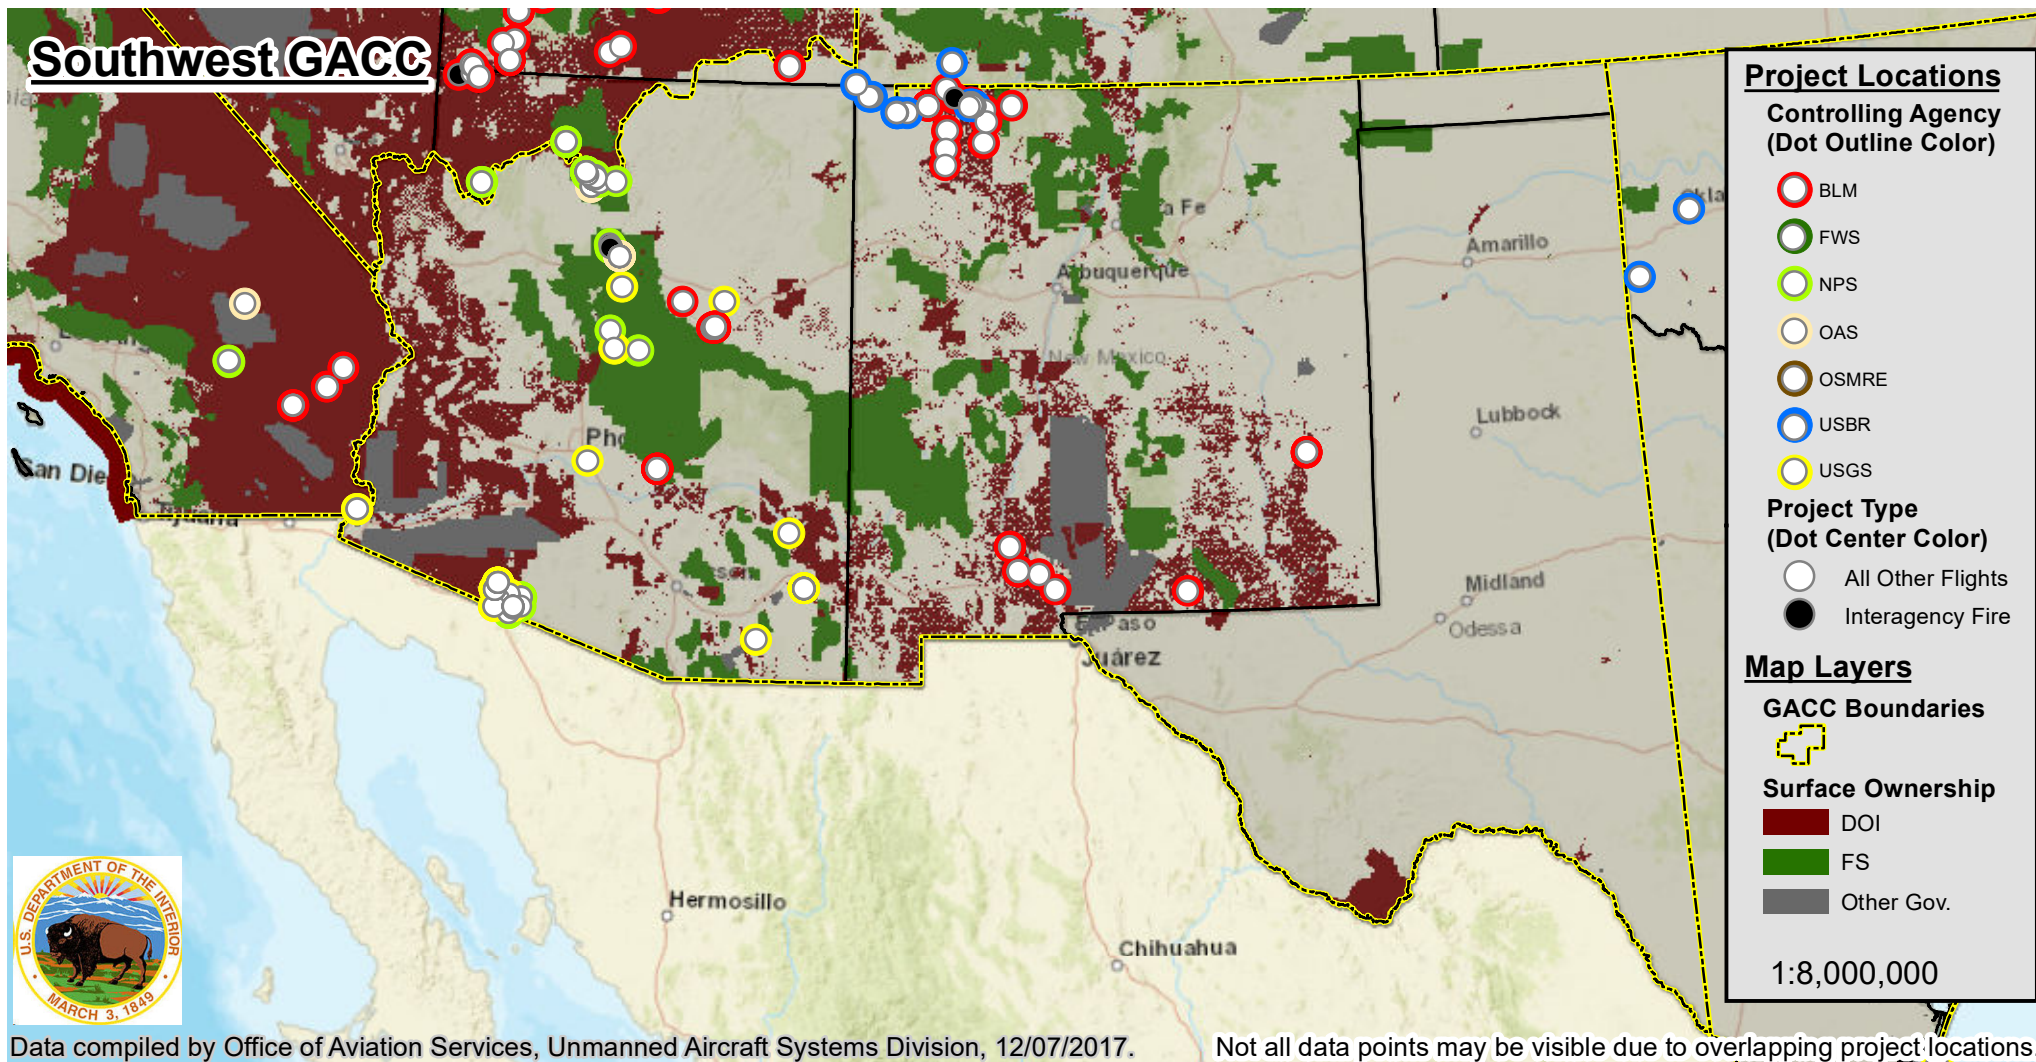 Southwest GACC
Project Locations
Controlling Agency
(Dot Outline Color)
BLM
FWS
NPS
OAS
OSMRE
USBR
USGS
Project Type
(Dot Center Color)
All Other Flights
Interagency Fire
Map Layers
GACC Boundaries
Surface Ownership
DOI
FS
Other Gov.
1:8,000,000
a Fe
Albuquerque
Amarillo
New Mexico
Lubbock
Pho
San Die
Midland
Odessa
Juárez
Hermosillo
Chihuahua
U.S. DEPARTMENT OF THE INTERIOR
MARCH 3, 1849
Data compiled by Office of Aviation Services, Unmanned Aircraft Systems Division, 12/07/2017.
Not all data points may be visible due to overlapping project locations